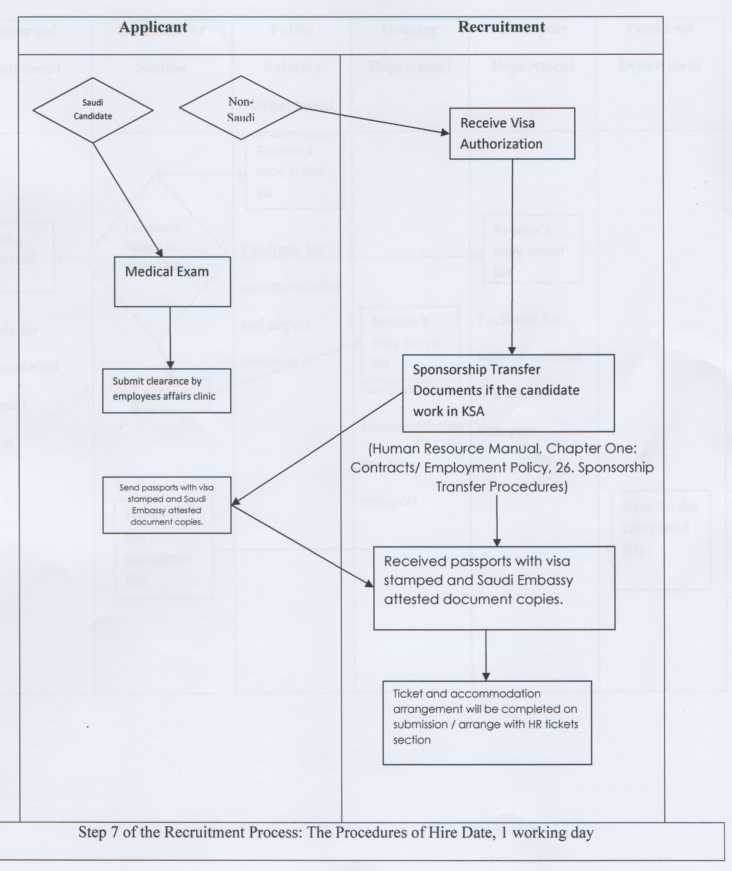 Applicant
Recruitment
Saudi
Candidate
Non-
Saudi
Receive Visa
Authorization
Medical Exam
Submit clearance by
employees affairs clinic
Sponsorship Transfer
Documents if the candidate
work in KSA
(Human Resource Manual, Chapter One:
Contracts/ Employment Policy, 26. Sponsorship
Transfer Procedures)
Send passports with visa
stamped and Saudi
Embassy attested
document copies.
Received passports with visa
stamped and Saudi Embassy
attested document copies.
Ticket and accommodation
arrangement will be completed on
submission / arrange with HR tickets
section
Step 7 of the Recruitment Process: The Procedures of Hire Date, 1 working day